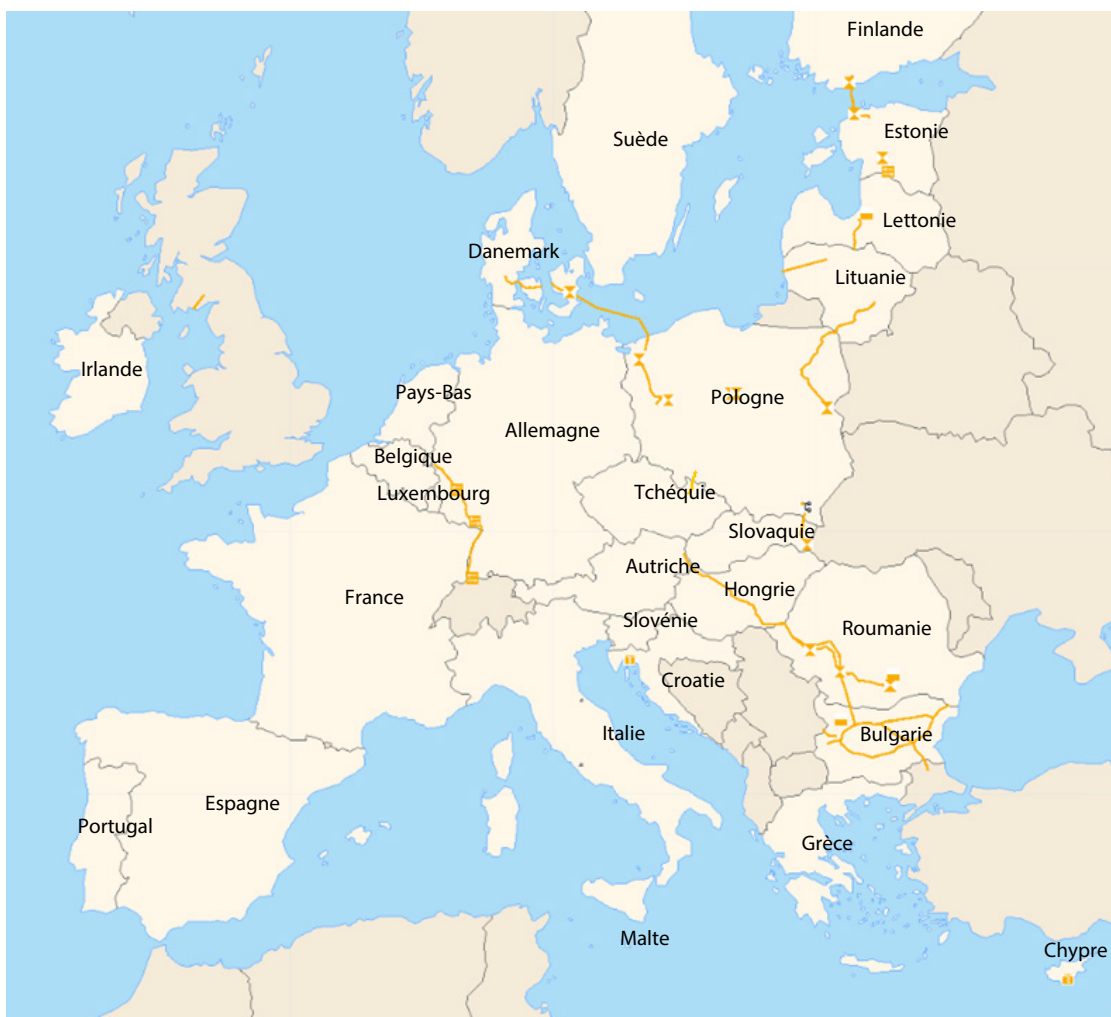 Finlande
Suède
Estonie
Lettonie
Danemark
Lituanie
Irlande
Pays-Bas
Pologne
Allemagne
Belgique
Luxembourg
Tchéquie
Slovaquie
Autriche
Hongrie
France
Slovénie
Roumanie
Croatie
Italie
Bulgarie
Espagne
Portugal
Grèce
Malte
Chypre